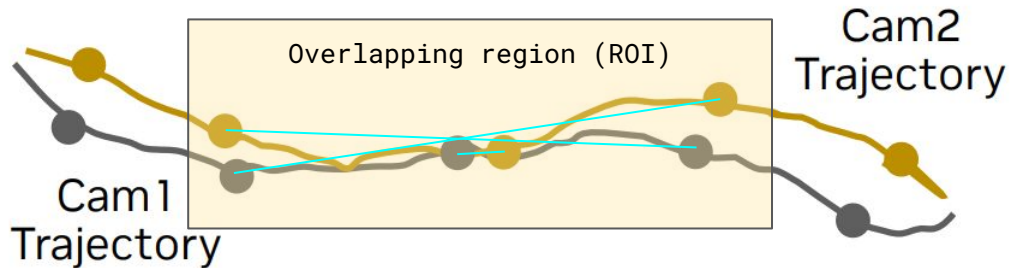 Overlapping region (ROI)
Cam2
Trajectory
Cam1
Trajectory